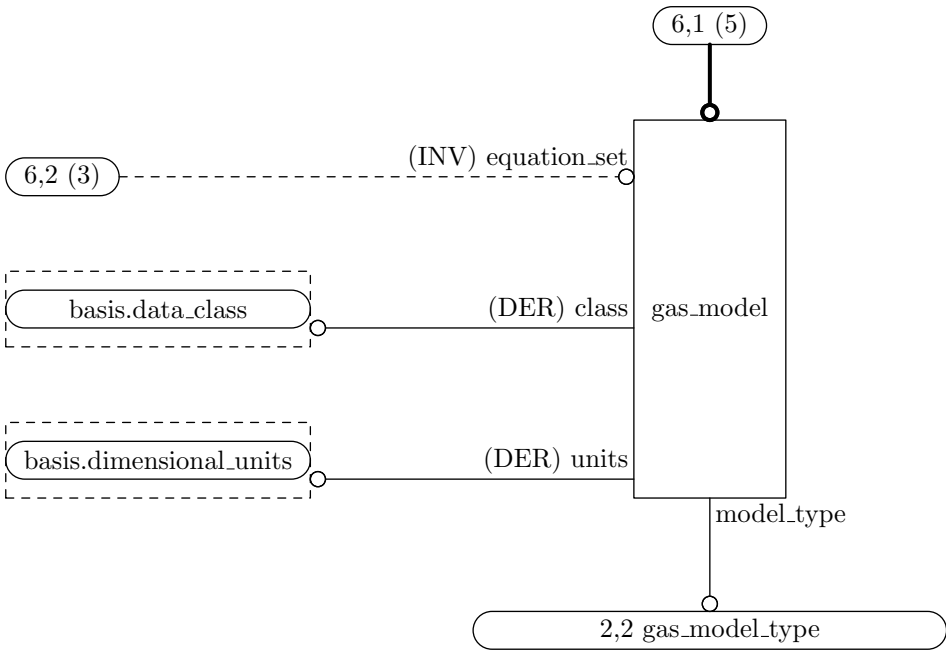 6,1 (5)
(INV) equation_set
6,2 (3)
basis.data_class
(DER) class
gas_model
basis.dimensional_units
(DER) units
model_type
2,2 gas_model_type